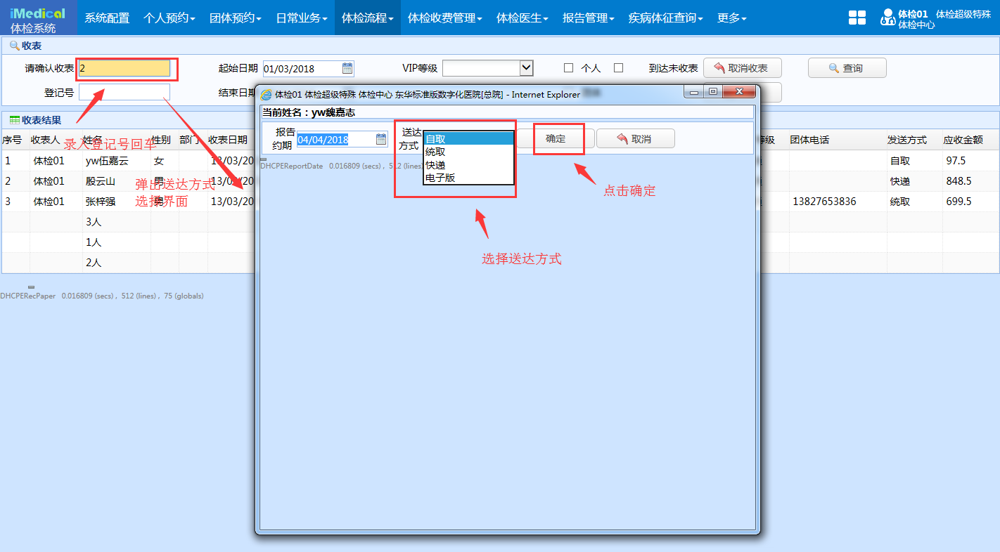 iMedical
体检系统
系统配置 个人预约 团体预约 日常业务 体检流程 体检收费管理 体检医生 报告管理 疾病体征查询 更多
体检01 体检超级特殊
体检中心
收表
请确认收表 2 起始日期 01/03/2018 VIP等级 个人 到达未收表 取消收表 查询
登记号 结束日期
体检01 体检超级特殊 体检中心 东华标准版数字化医院[总院] - Internet Explorer
当前姓名：yw魏嘉志
报告约期 04/04/2018 送达方式 自取 确定 取消
统取
快递
电子版
DHCPEReportDate 0.016809 (secs) , 512 (lines)
收表结果
序号 收表人 姓名 性别 部门 收表日期 等级 团体电话 发送方式 应收金额
1 体检01 yw伍嘉云 女 自取 97.5
2 体检01 殷云山 男 快递 848.5
3 体检01 张梓强 男 13/03/20 13827653836 统取 699.5
3人
1人
2人
录入登记号回车
弹出送达方式
选择界面
点击确定
选择送达方式
DHCPERecPaper 0.016809 (secs) , 512 (lines) , 75 (globals)